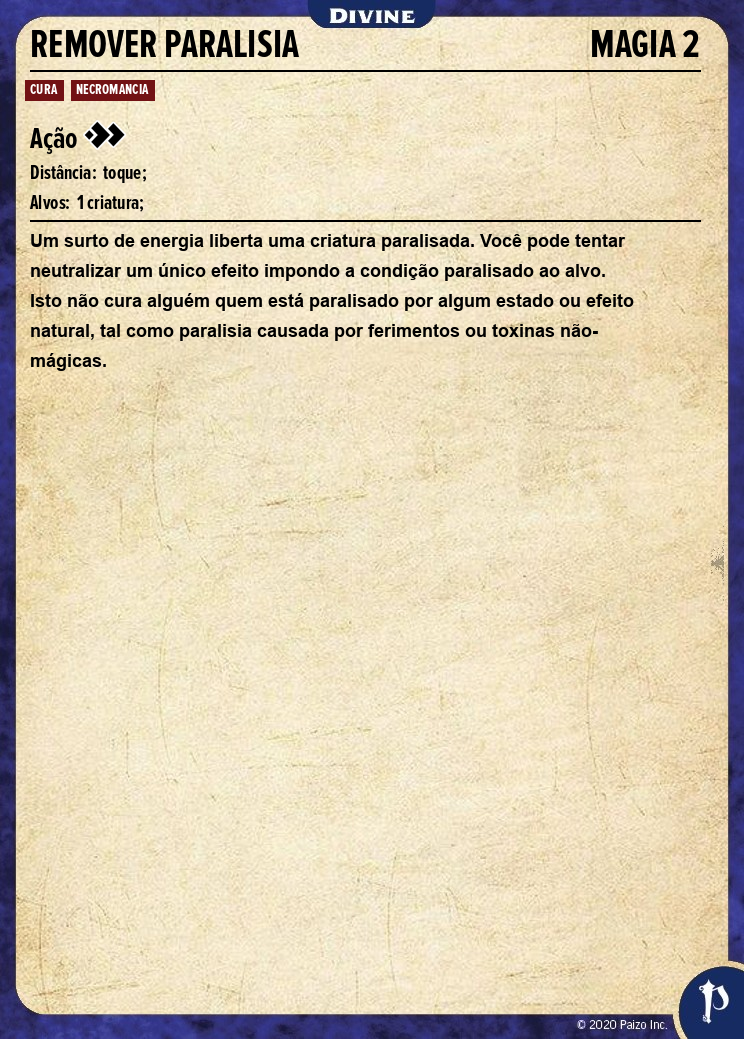 DIVINE
REMOVER PARALISIA MAGIA 2
CURA NECROMANCIA
Ação
Distância: toque;
Alvos: 1 criatura;
Um surto de energia liberta uma criatura paralisada. Você pode tentar
neutralizar um único efeito impondo a condição paralisado ao alvo.
Isto não cura alguém quem está paralisado por algum estado ou efeito
natural, tal como paralisia causada por ferimentos ou toxinas não-
mágicas.
© 2020 Paizo Inc.
P